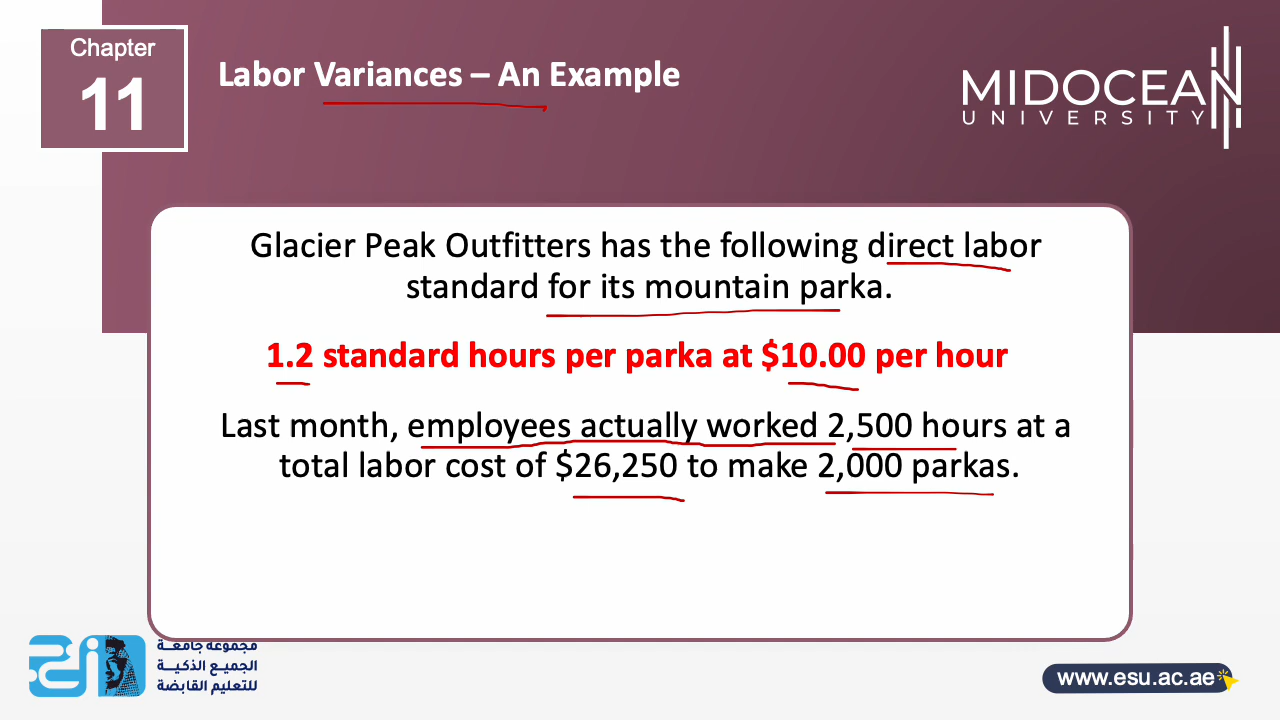 Chapter
11
Labor Variances – An Example
MIDOCEAN
UNIVERSITY
Glacier Peak Outfitters has the following direct labor
standard for its mountain parka.
1.2 standard hours per parka at $10.00 per hour
Last month, employees actually worked 2,500 hours at a
total labor cost of $26,250 to make 2,000 parkas.
مجموعة جامعة
الجميع الذكية
للتعليم القابضة
www.esu.ac.ae